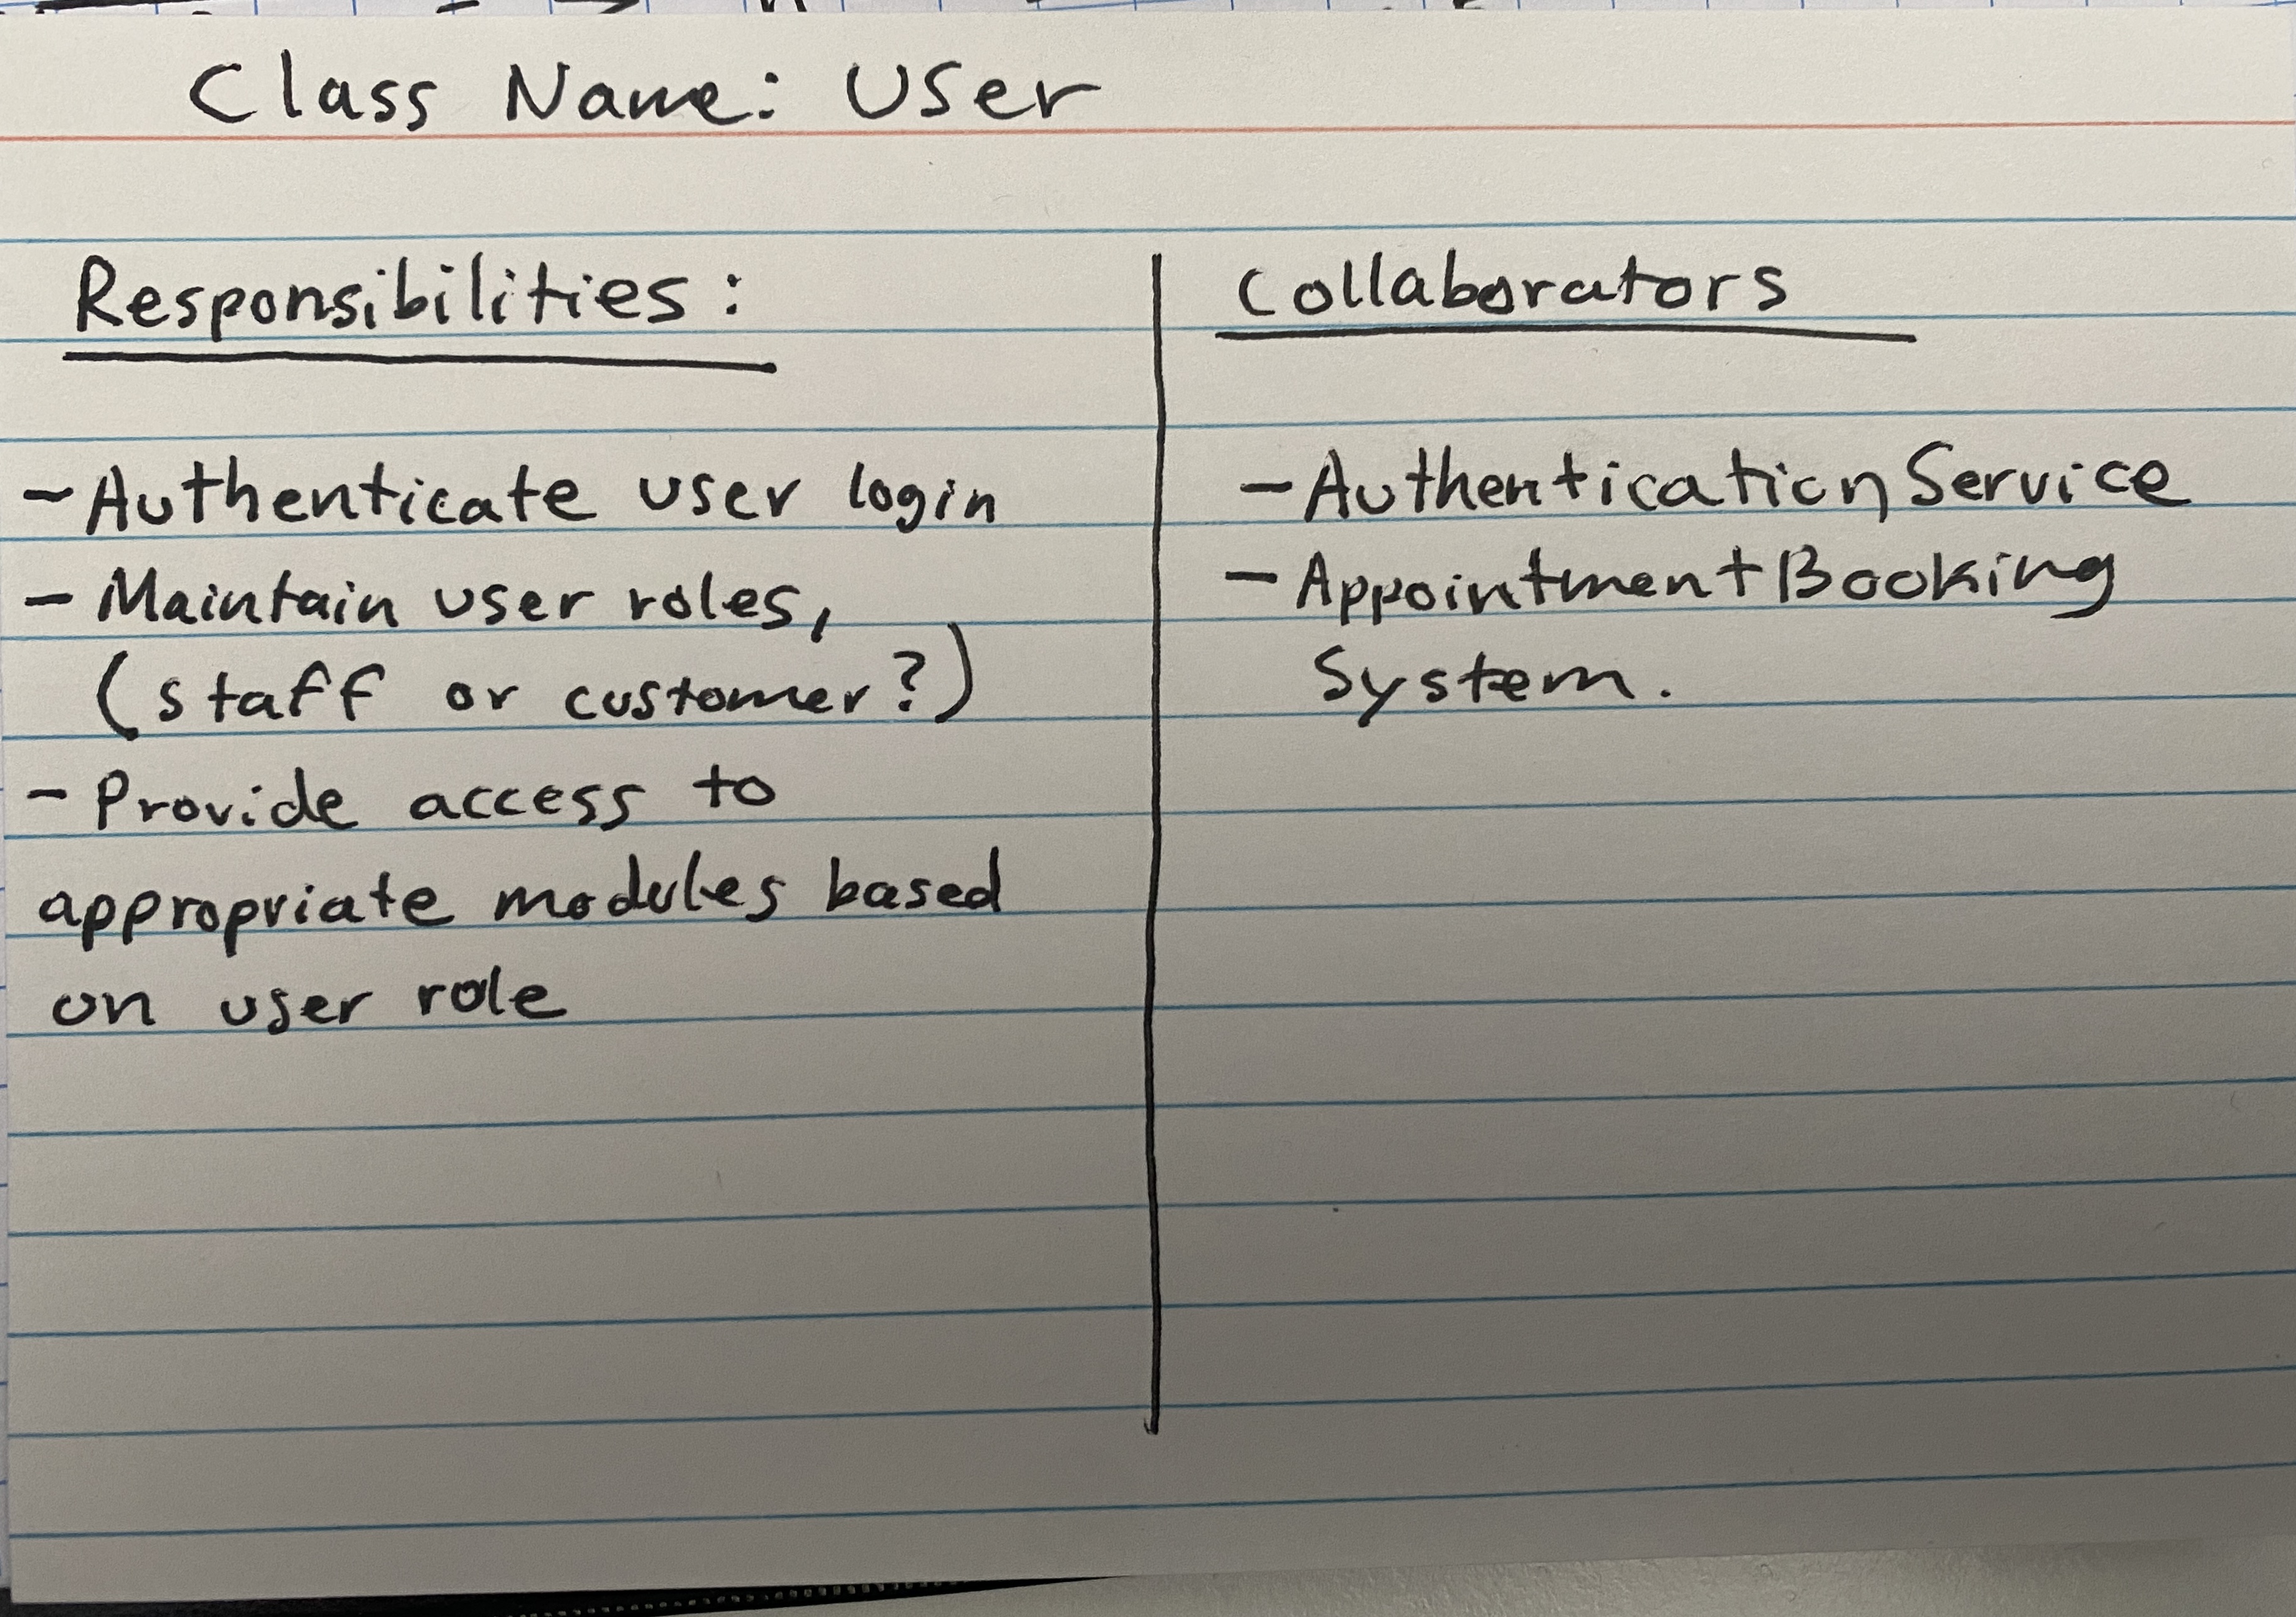 Class Name: User
Responsibilities:
- Authenticate user login
- Maintain user roles,
(staff or customer?)
- Provide access to
appropriate modules based
on user role
Collaborators
- AuthenticationService
- AppointmentBooking
System.